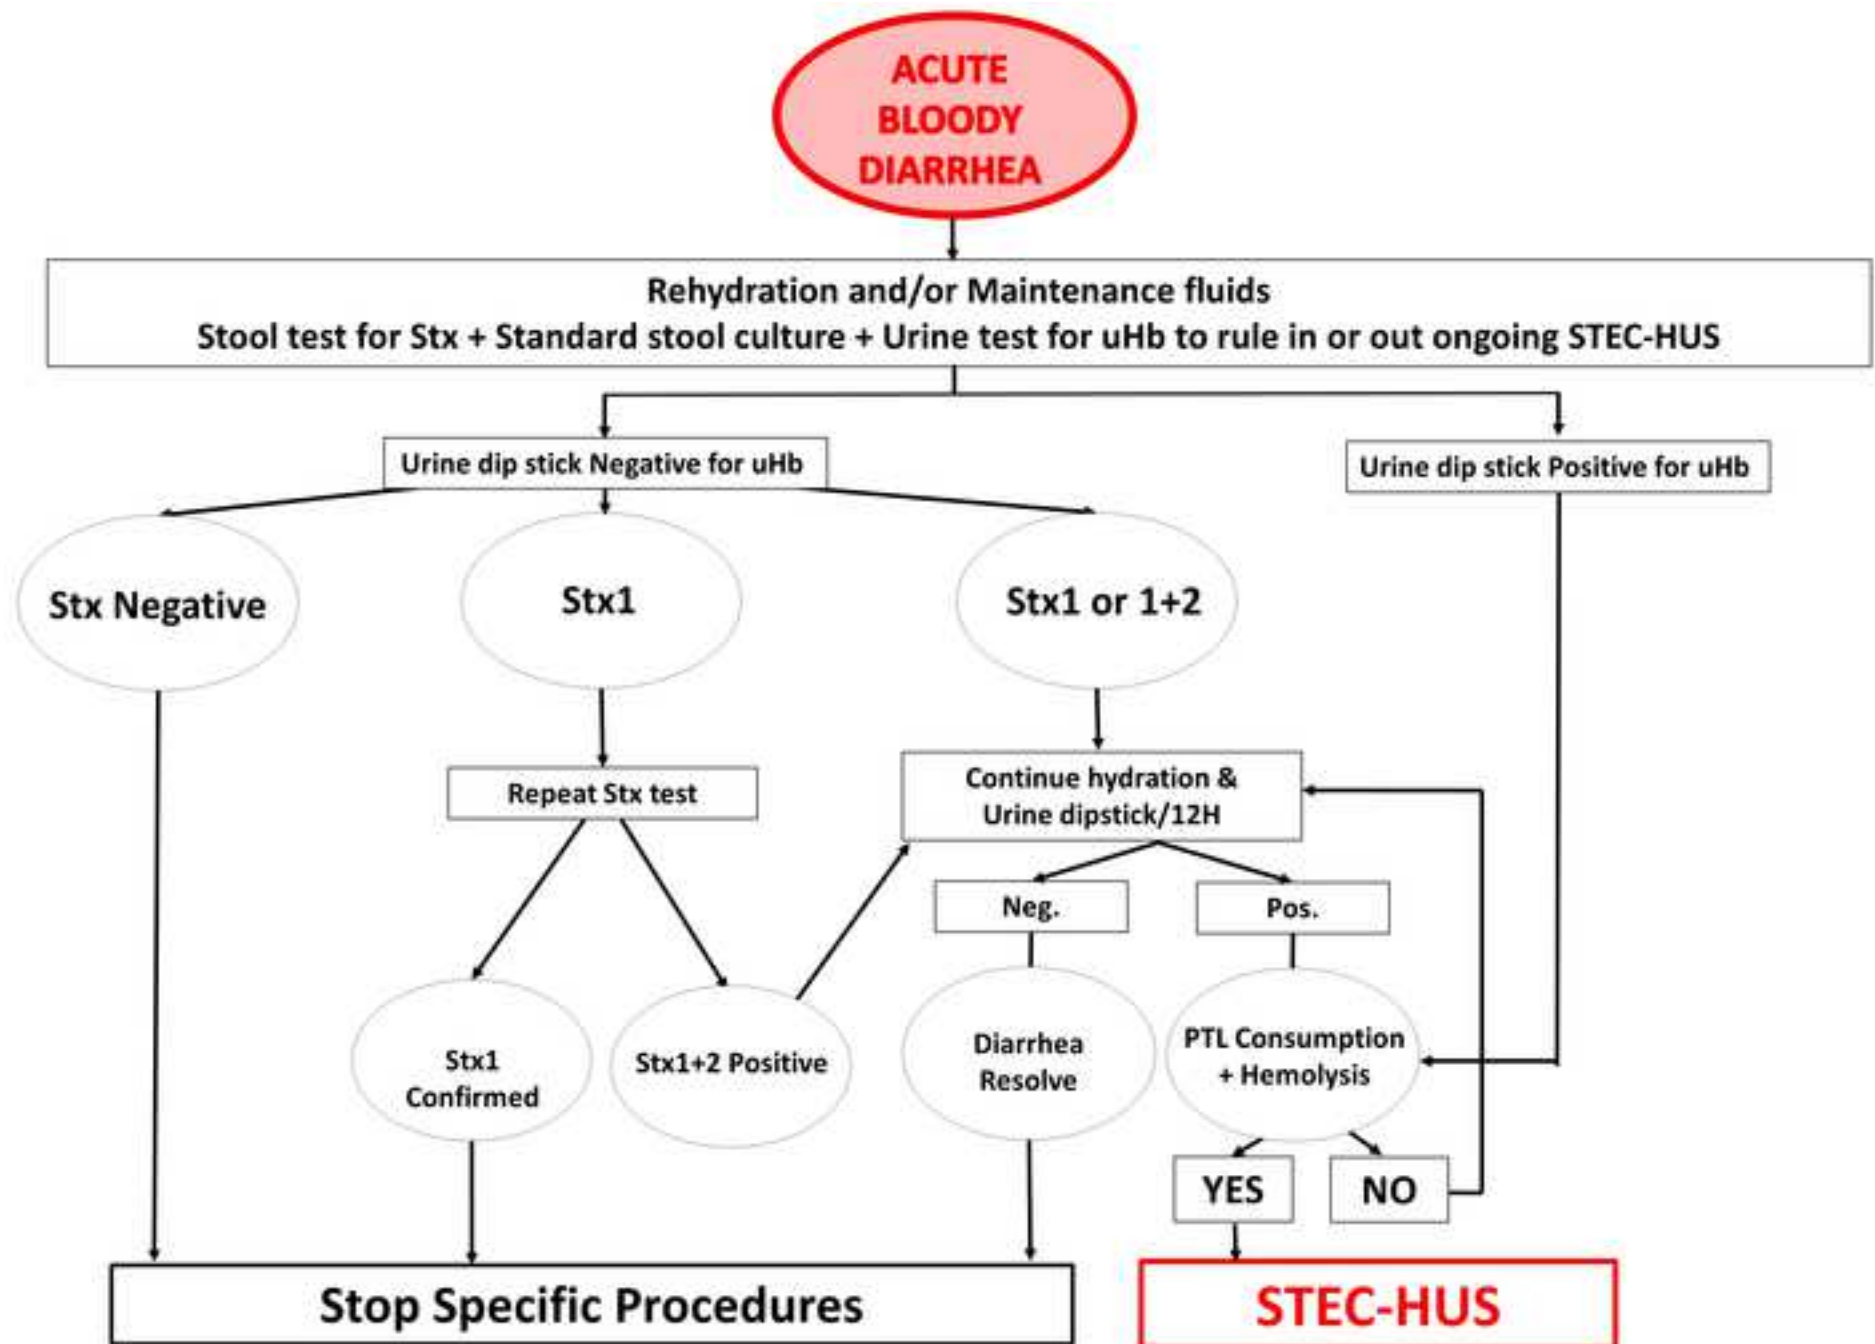 ACUTE
BLOODY
DIARRHEA
Rehydration and/or Maintenance fluids
Stool test for Stx + Standard stool culture + Urine test for uHb to rule in or out ongoing STEC-HUS
Urine dip stick Negative for uHb
Urine dip stick Positive for uHb
Stx Negative
Stx1
Stx1 or 1+2
Repeat Stx test
Continue hydration &
Urine dipstick/12H
Neg.
Pos.
Stx1
Confirmed
Stx1+2 Positive
Diarrhea
Resolve
PTL Consumption
+ Hemolysis
YES
NO
Stop Specific Procedures
STEC-HUS